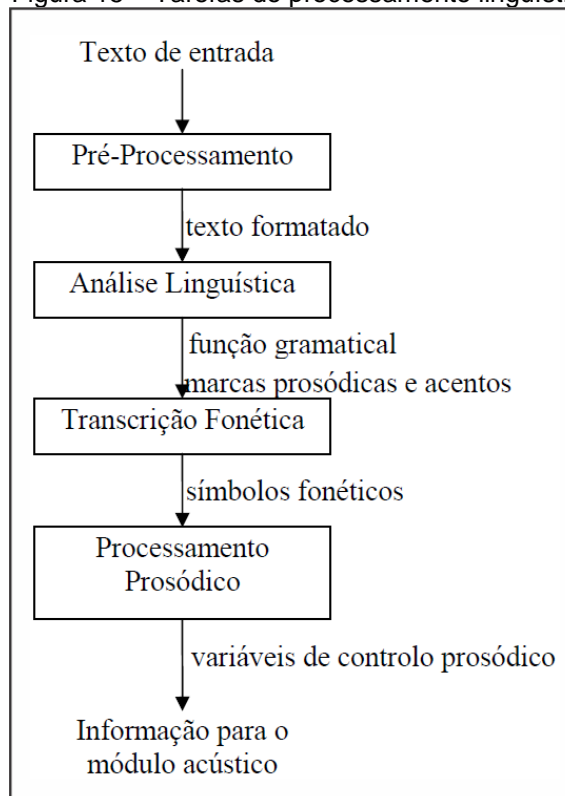 Texto de entrada
Pré-Processamento
texto formatado
Análise Linguística
função gramatical
marcas prosódicas e acentos
Transcrição Fonética
símbolos fonéticos
Processamento
Prosódico
variáveis de controlo prosódico
Informação para o
módulo acústico